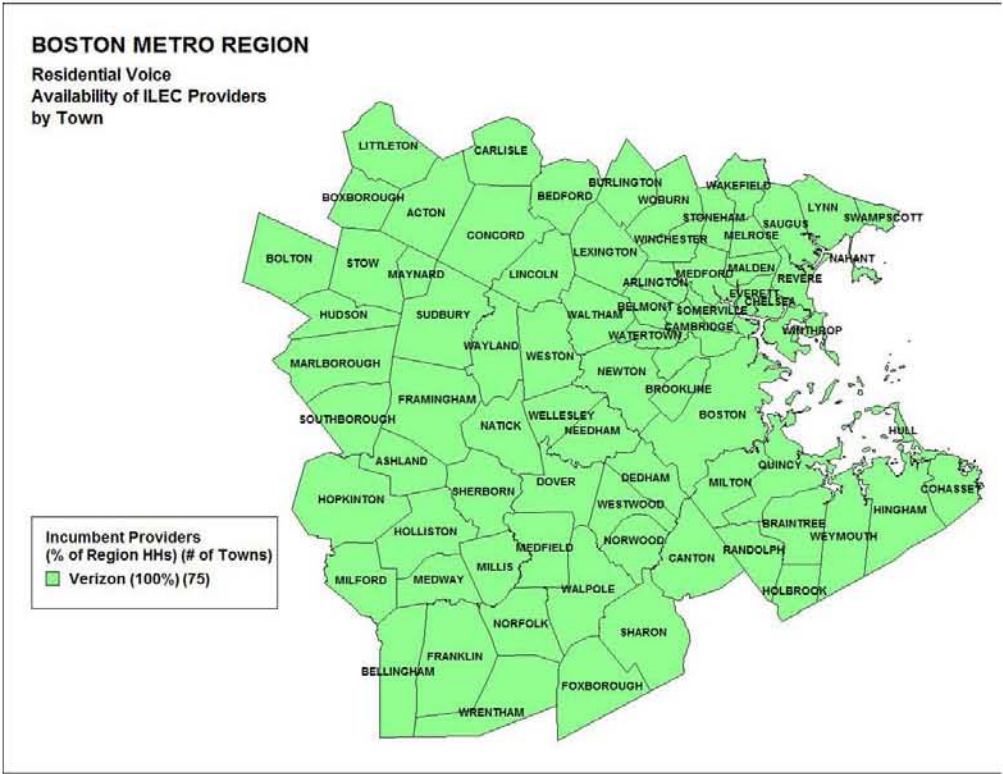 BOSTON METRO REGION
Residential Voice
Availability of ILEC Providers
by Town
LITTLETON
CARLISLE
BOXBOROUGH
ACTON
BEDFORD
BURLINGTON
WOBURN
WAKEFIELD
LYNN
SWAMPSCOTT
STONEHAM
SAUGUS
CONCORD
WINCHESTER
MELROSE
BOLTON
STOW
LEXINGTON
NAHANT
MAYNARD
LINCOLN
ARLINGTON
MEDFORD
MALDEN
REVERE
EVERETT
CHELSEA
HUDSON
SUDBURY
WALTHAM
BELMONT
SOMERVILLE
CAMBRIDGE
WINTHROP
WATERTOWN
WAYLAND
WESTON
MARLBOROUGH
NEWTON
BROOKLINE
FRAMINGHAM
SOUTHBOROUGH
NATICK
WELLESLEY
NEEDHAM
BOSTON
HULL
ASHLAND
QUINCY
HOPKINTON
SHERBORN
DOVER
DEDHAM
MILTON
COHASSET
WESTWOOD
HINGHAM
HOLLISTON
BRAINTREE
WEYMOUTH
MEDFIELD
NORWOOD
RANDOLPH
CANTON
MILFORD
MEDWAY
MILLIS
WALPOLE
HOLBROOK
NORFOLK
SHARON
FRANKLIN
BELLINGHAM
FOXBOROUGH
WRENTHAM
Incumbent Providers
(% of Region HHs) (# of Towns)
Verizon (100%) (75)